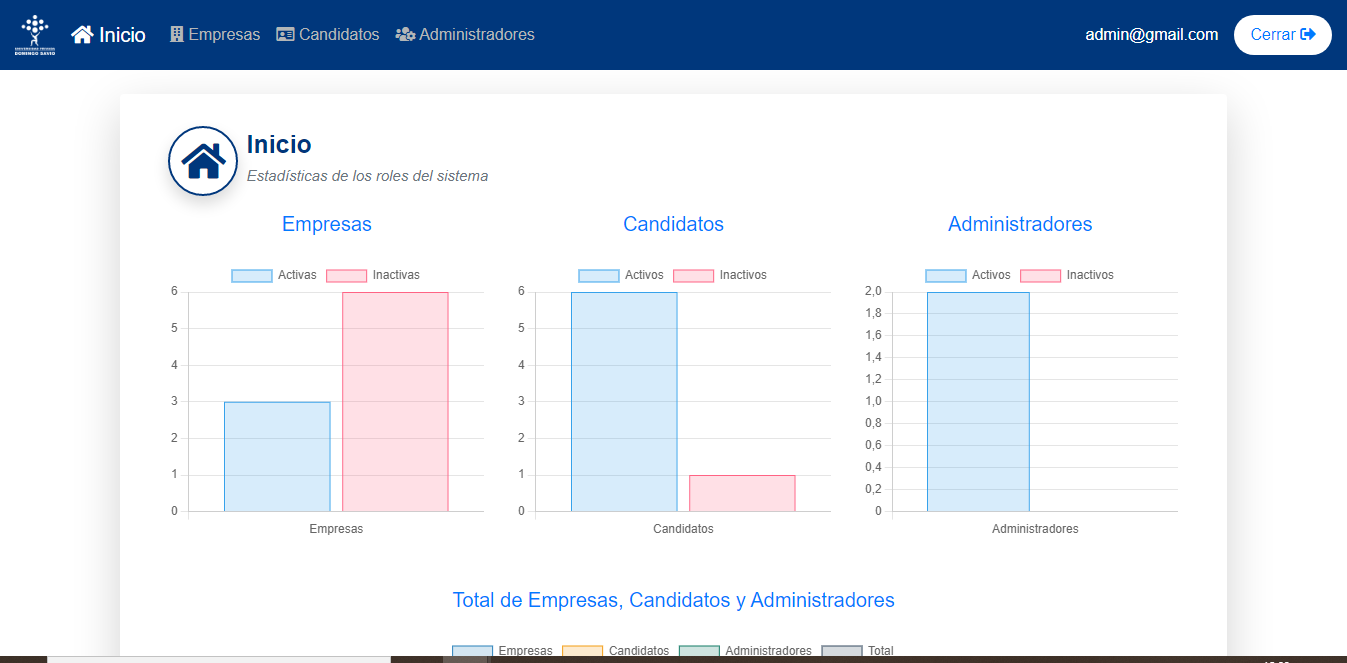 UNIVERSIDAD PRIVADA
DOMINGO SAVIO
Inicio Empresas Candidatos Administradores admin@gmail.com Cerrar
Inicio
Estadísticas de los roles del sistema
Empresas Candidatos Administradores
Activas Inactivas Activos Inactivos Activos Inactivos
6 6 2,0
1,8
5 5 1,6
4 4 1,4
1,2
3 3 1,0
2 2 0,8
0,6
1 1 0,4
0,2
0 0 0
Empresas Candidatos Administradores
Total de Empresas, Candidatos y Administradores
Empresas Candidatos Administradores Total